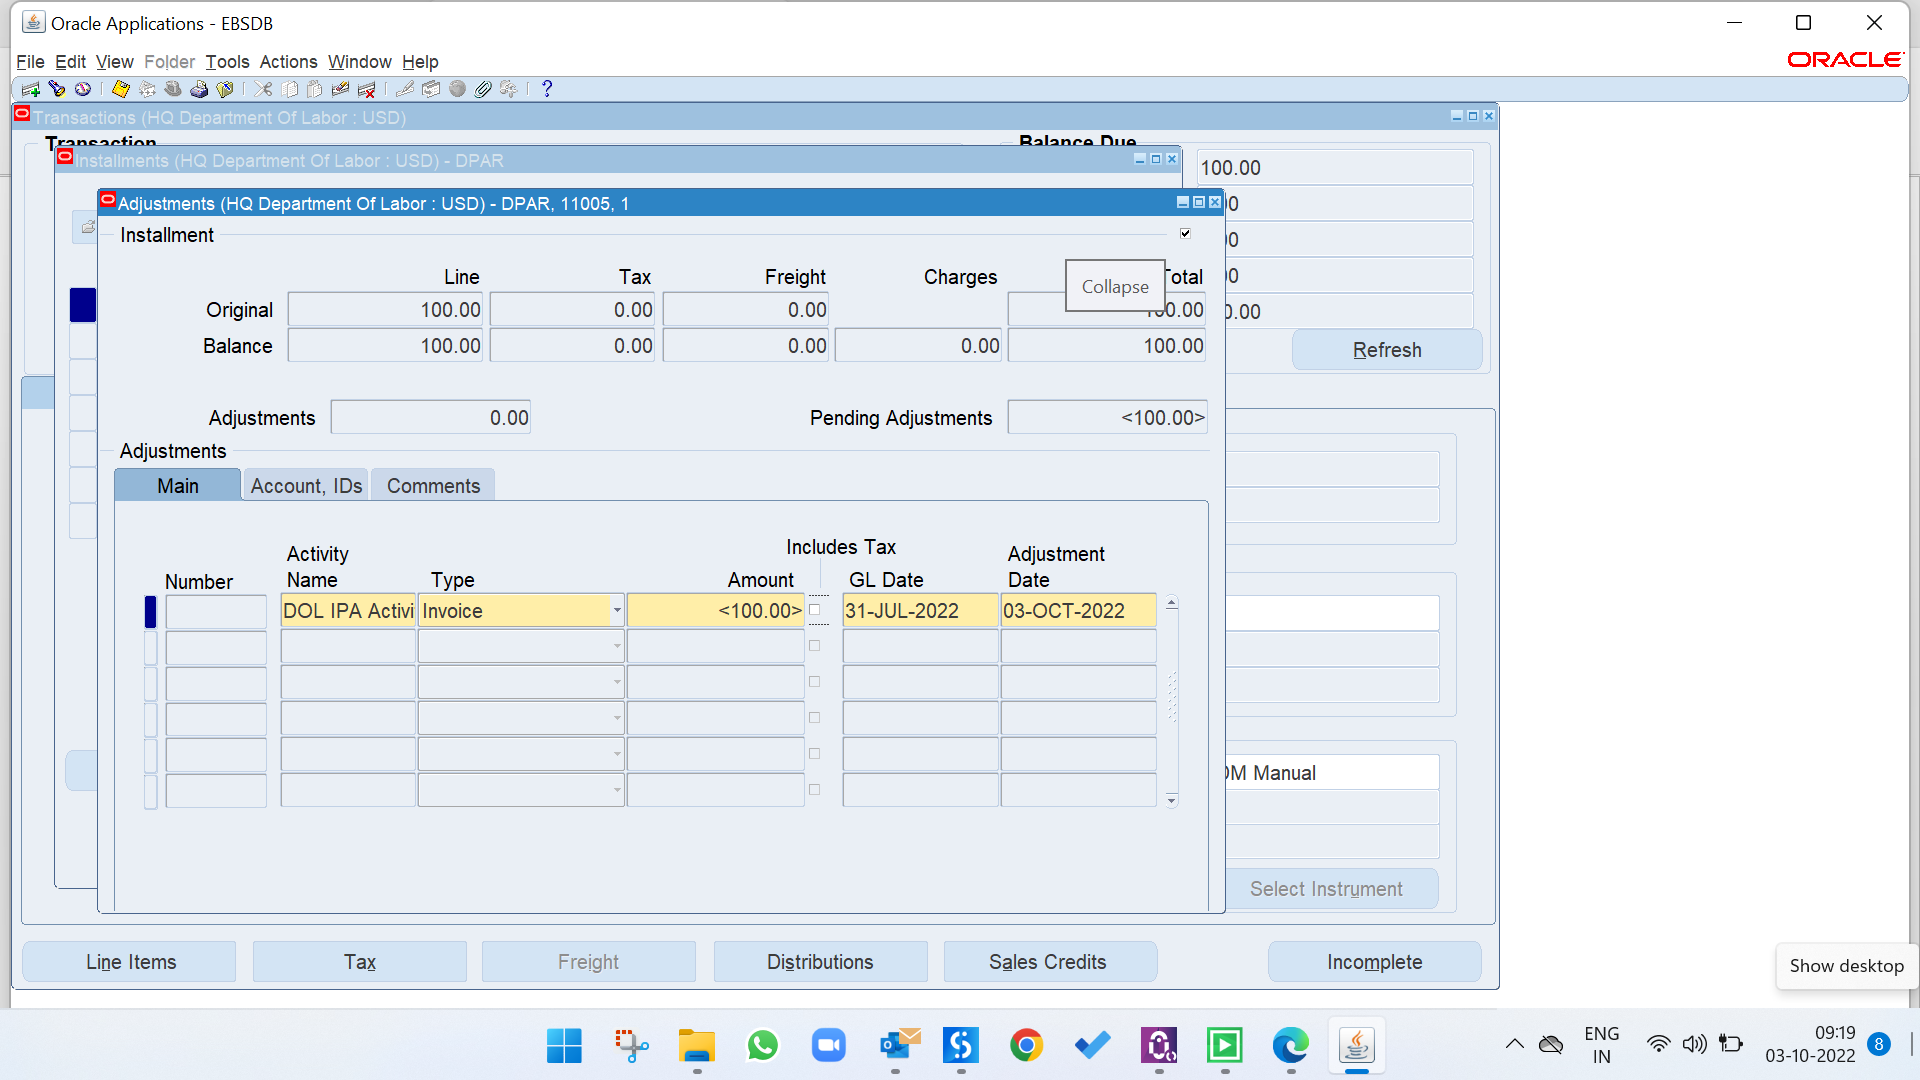 Oracle Applications - EBSDB
File Edit View Folder Tools Actions Window Help
ORACLE
Transactions (HQ Department Of Labor : USD)
Transaction
Balance Due
Installments (HQ Department Of Labor : USD) - DPAR
100.00
Adjustments (HQ Department Of Labor : USD) - DPAR, 11005, 1
Installment
Line Tax Freight Charges Total
Collapse
Original 100.00 0.00 0.00
Balance 100.00 0.00 0.00 0.00 100.00
Refresh
Adjustments 0.00 Pending Adjustments <100.00>
Adjustments
Main Account, IDs Comments
Includes Tax
Activity Adjustment
Number Name Type Amount GL Date Date
DOL IPA Activi Invoice <100.00> 31-JUL-2022 03-OCT-2022
Manual
Select Instrument
Line Items Tax Freight Distributions Sales Credits Incomplete
Show desktop
ENG
IN
09:19
03-10-2022
8